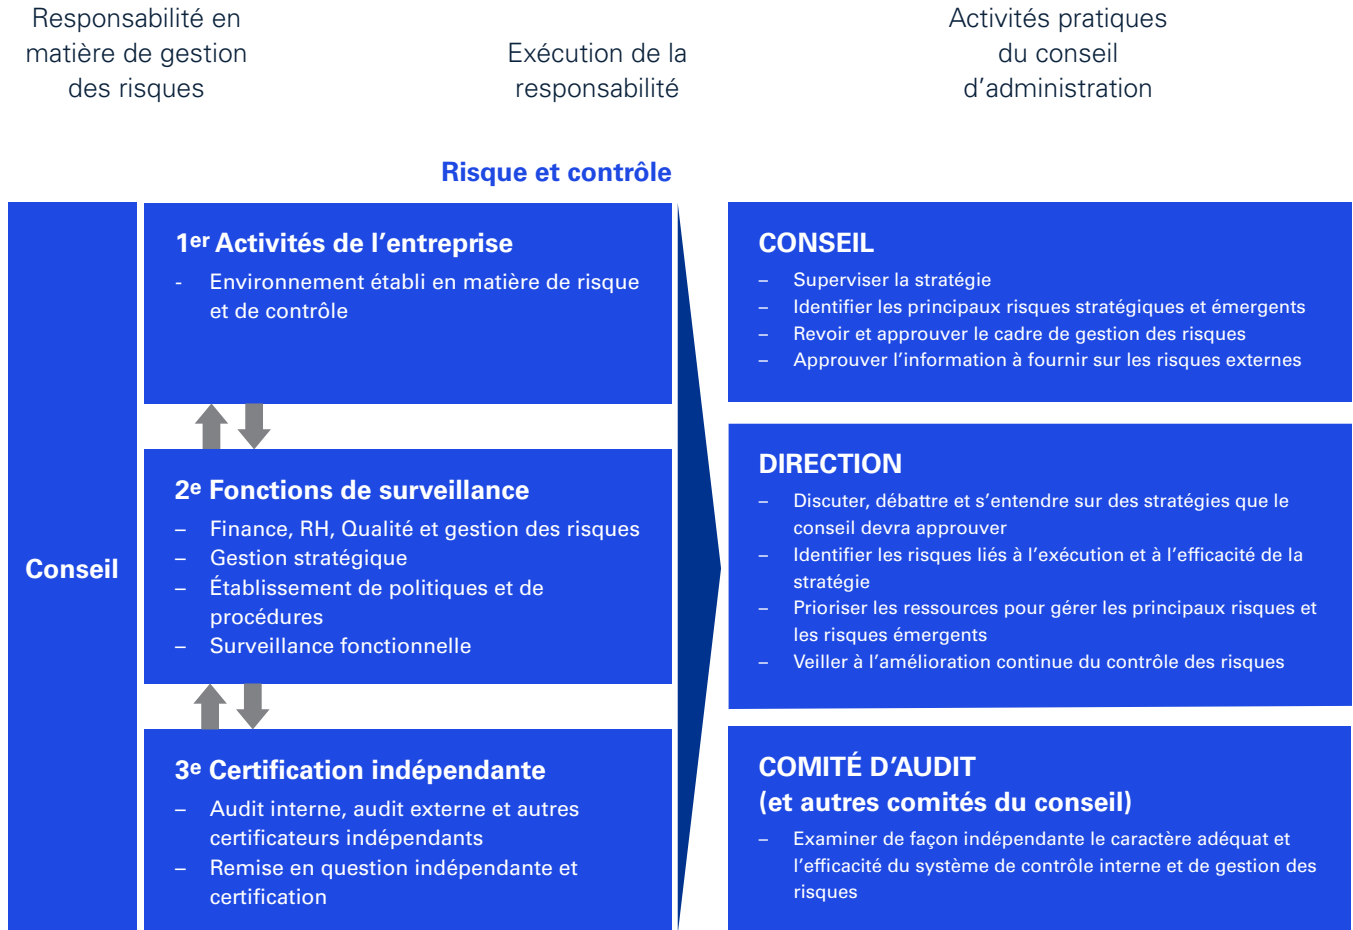 Responsabilité en
matière de gestion
des risques
Exécution de la
responsabilité
Activités pratiques
du conseil
d’administration
Risque et contrôle
Conseil
1er Activités de l’entreprise
- Environnement établi en matière de risque
et de contrôle
2e Fonctions de surveillance
– Finance, RH, Qualité et gestion des risques
– Gestion stratégique
– Établissement de politiques et de
procédures
– Surveillance fonctionnelle
3e Certification indépendante
– Audit interne, audit externe et autres
certificateurs indépendants
– Remise en question indépendante et
certification
CONSEIL
– Superviser la stratégie
– Identifier les principaux risques stratégiques et émergents
– Revoir et approuver le cadre de gestion des risques
– Approuver l’information à fournir sur les risques externes
DIRECTION
– Discuter, débattre et s’entendre sur des stratégies que le
conseil devra approuver
– Identifier les risques liés à l’exécution et à l’efficacité de la
stratégie
– Prioriser les ressources pour gérer les principaux risques et
les risques émergents
– Veiller à l’amélioration continue du contrôle des risques
COMITÉ D’AUDIT
(et autres comités du conseil)
– Examiner de façon indépendante le caractère adéquat et
l’efficacité du système de contrôle interne et de gestion des
risques